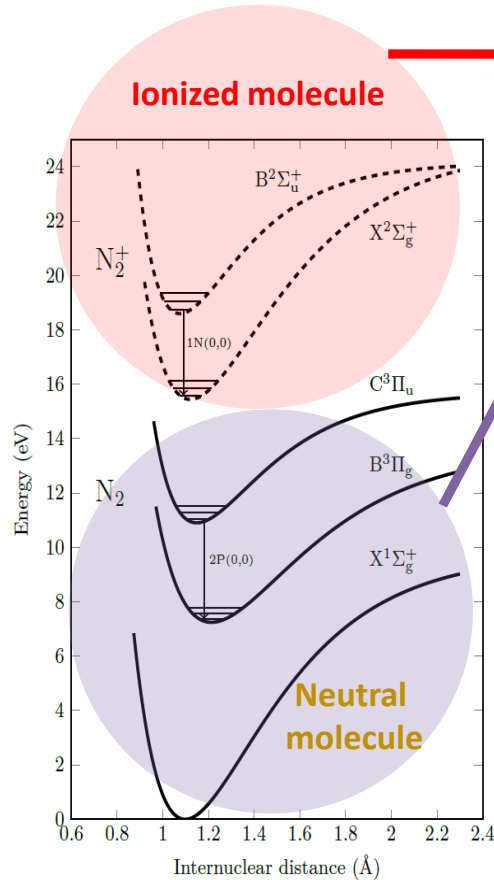 Ionized molecule
24
22
20
18
16
14
12
10
8
6
4
2
0
Energy (eV)
B²Σᵤ⁺
X²Σg⁺
N₂⁺
1N(0,0)
C³Πᵤ
B³Πg
N₂
2P(0,0)
X¹Σg⁺
Neutral
molecule
0.6 0.8 1 1.2 1.4 1.6 1.8 2 2.2 2.4
Internuclear distance (Å)